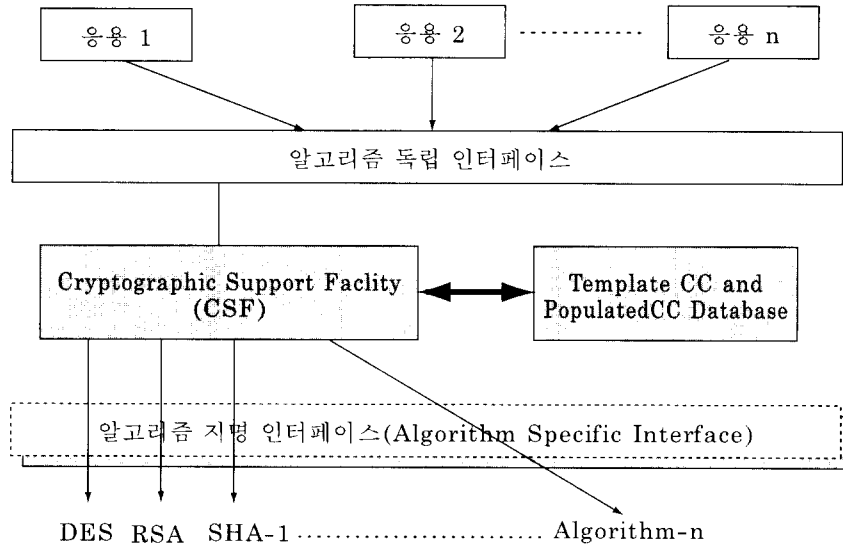 응용 1 응용 2 ............... 응용 n
알고리즘 독립 인터페이스
Cryptographic Support Faclity
(CSF)
Template CC and
PopulatedCC Database
알고리즘 지명 인터페이스(Algorithm Specific Interface)
DES RSA SHA-1 .............................. Algorithm-n